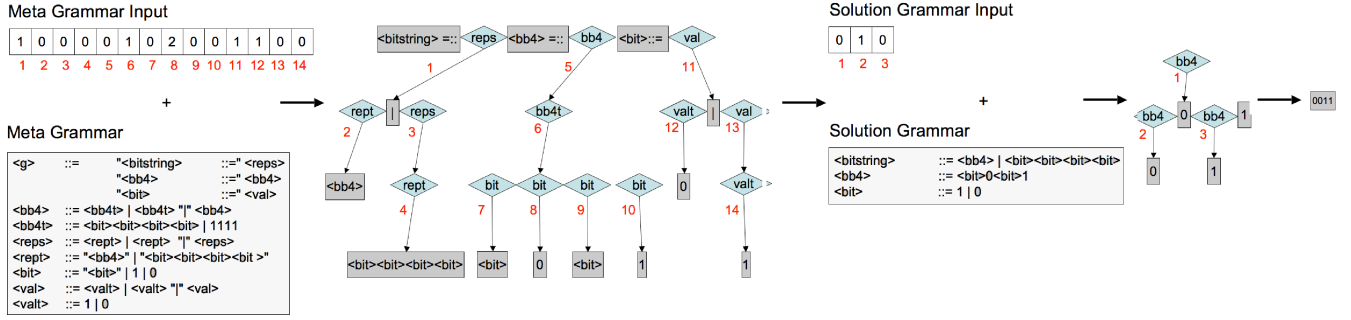 Meta Grammar Input
1 0 0 0 0 1 0 2 0 0 1 1 0 0
1 2 3 4 5 6 7 8 9 10 11 12 13 14
+
Meta Grammar
<g> ::= "<bitstring> ::=" <reps>
"<bb4> ::=" <bb4>
"<bit> ::=" <val>
<bb4> ::= <bb4t> | <bb4t> "|" <bb4>
<bb4t> ::= <bit><bit><bit><bit> | 1111
<reps> ::= <rept> | <rept> "|" <reps>
<rept> ::= "<bb4>" | "<bit><bit><bit><bit >"
<bit> ::= "<bit>" | 1 | 0
<val> ::= <valt> | <valt> "|" <val>
<valt> ::= 1 | 0
<bitstring> =:: reps <bb4> =:: bb4 <bit>::= val
1 5 11
rept | reps bb4t valt | val
2 3 6 12 13
<bb4> rept bit bit bit bit 0 valt
4 7 8 9 10 14
<bit><bit><bit><bit> <bit> 0 <bit> 1 1
Solution Grammar Input
0 1 0
1 2 3
+
Solution Grammar
<bitstring> ::= <bb4> | <bit><bit><bit><bit>
<bb4> ::= <bit>0<bit>1
<bit> ::= 1 | 0
bb4
1
bb4 0 bb4 1
2 3
0 1
0011